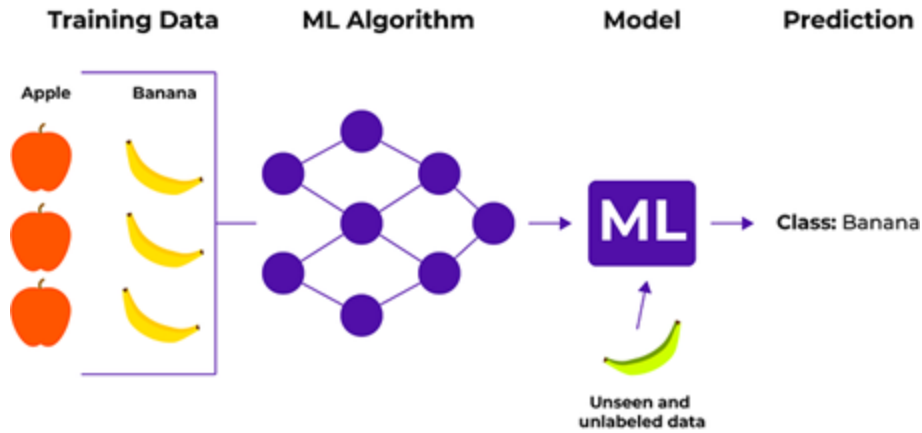 Training Data
ML Algorithm
Model
Prediction
Apple
Banana
ML
Class: Banana
Unseen and
unlabeled data